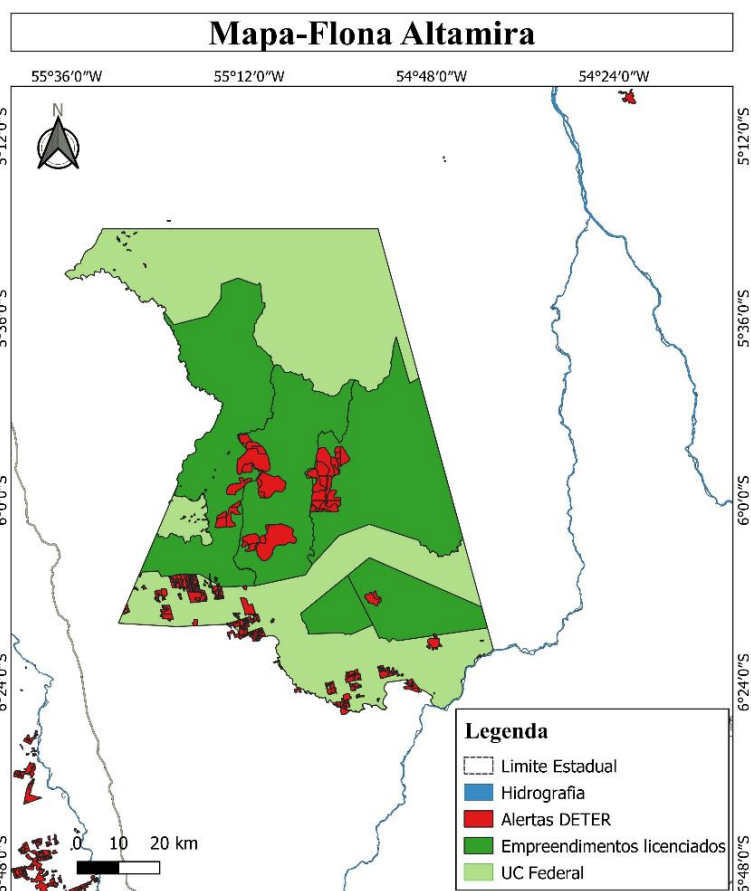 Mapa-Flona Altamira
55°36'0"W 55°12'0"W 54°48'0"W 54°24'0"W
N
5°12'0"S 5°12'0"S
5°36'0"S 5°36'0"S
6°0'0"S 6°0'0"S
6°24'0"S 6°24'0"S
Legenda
Limite Estadual
Hidrografia
Alertas DETER
Empreendimentos licenciados
UC Federal
0 10 20 km
6°48'0"S 6°48'0"S